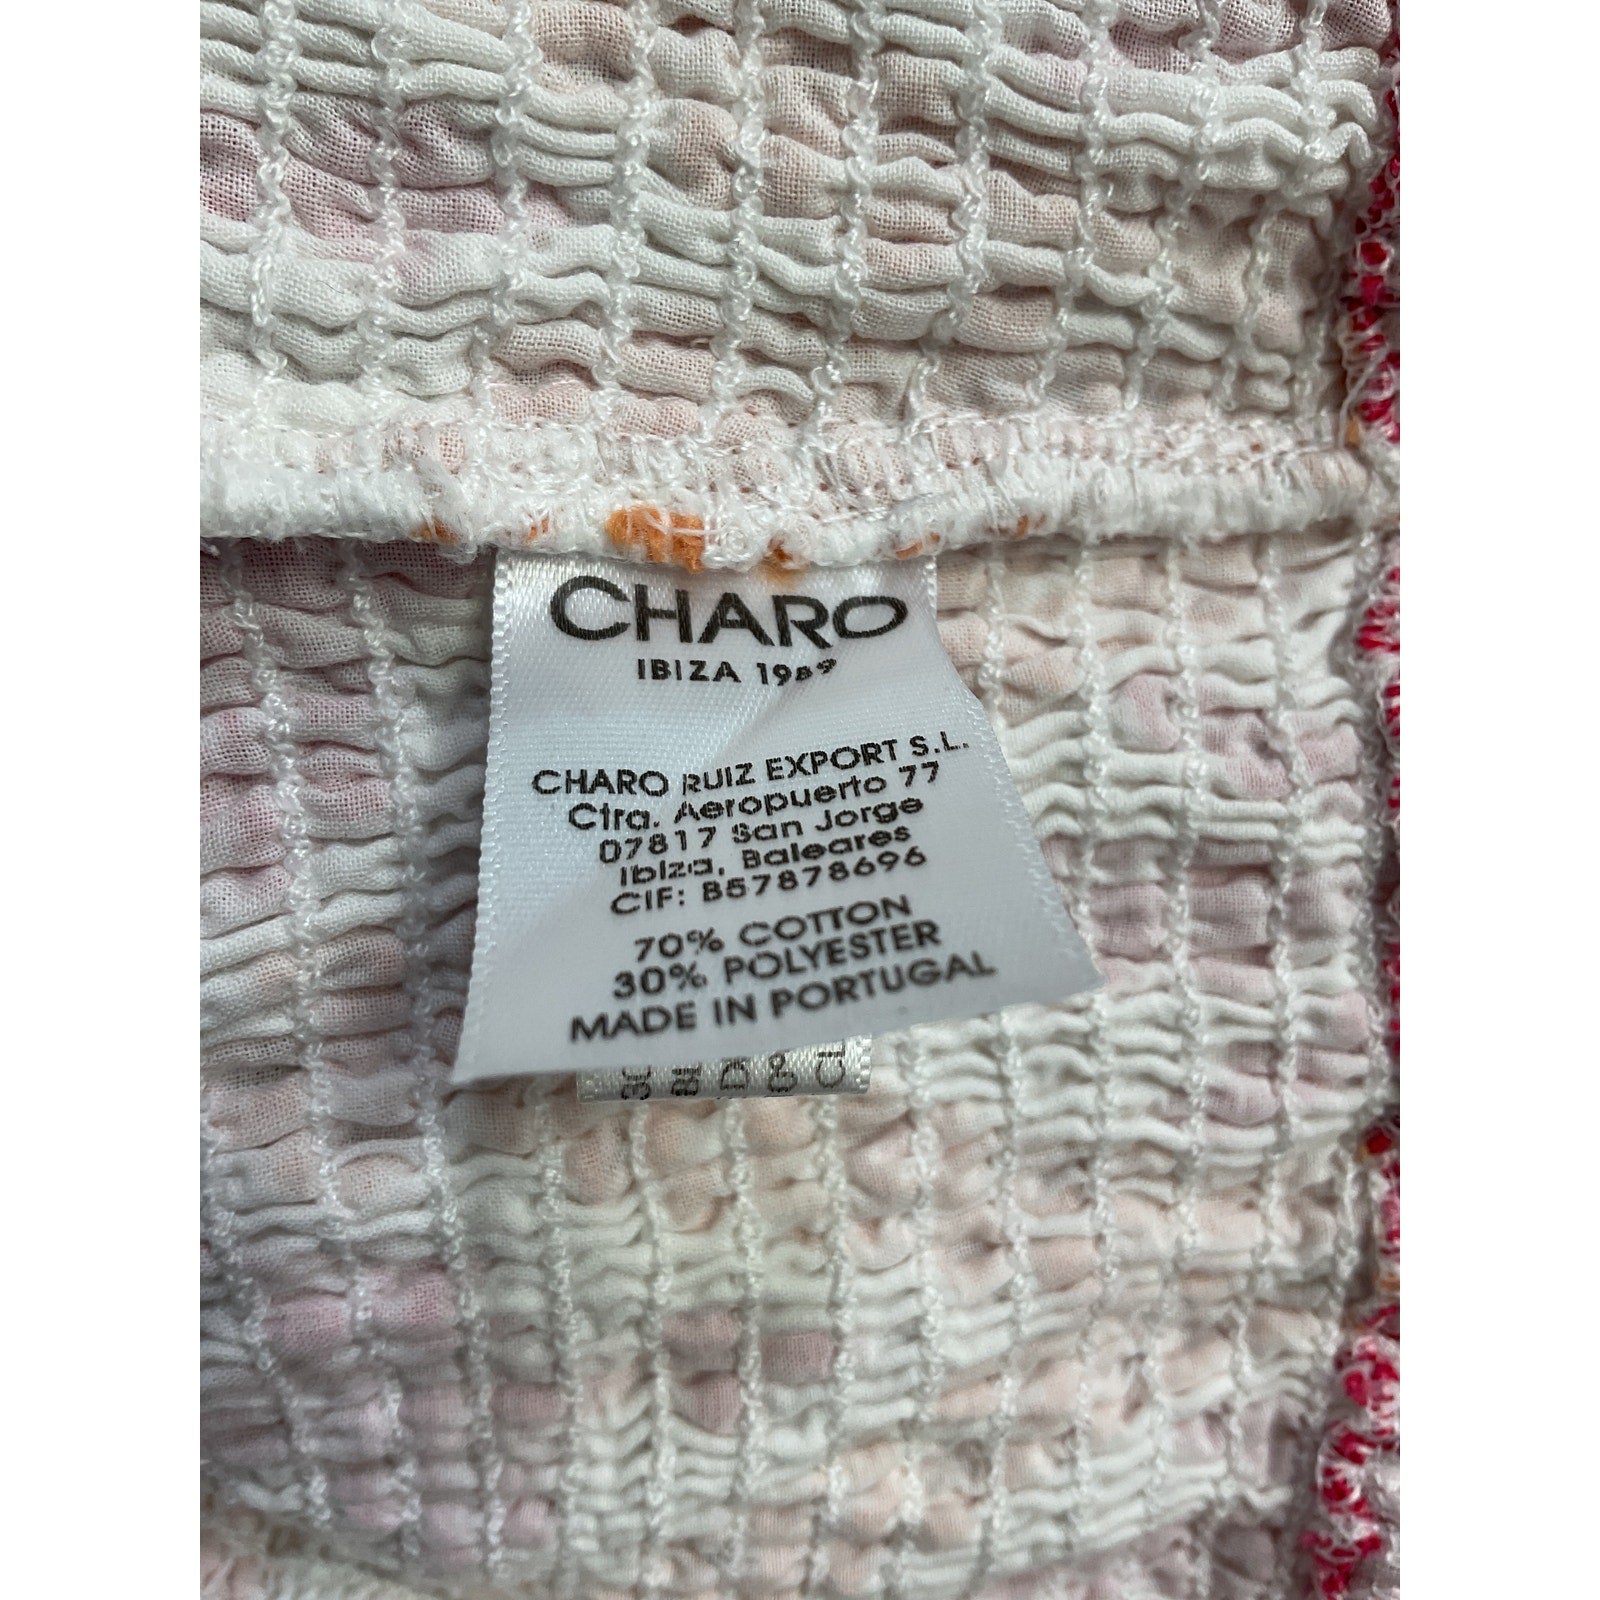 CHARO
IBIZA 1989
CHARO RUIZ EXPORT S.L.
Ctra. Aeropuerto 77
07817 San Jorge
Ibiza, Baleares
CIF: B57878696
70% COTTON
30% POLYESTER
MADE IN PORTUGAL